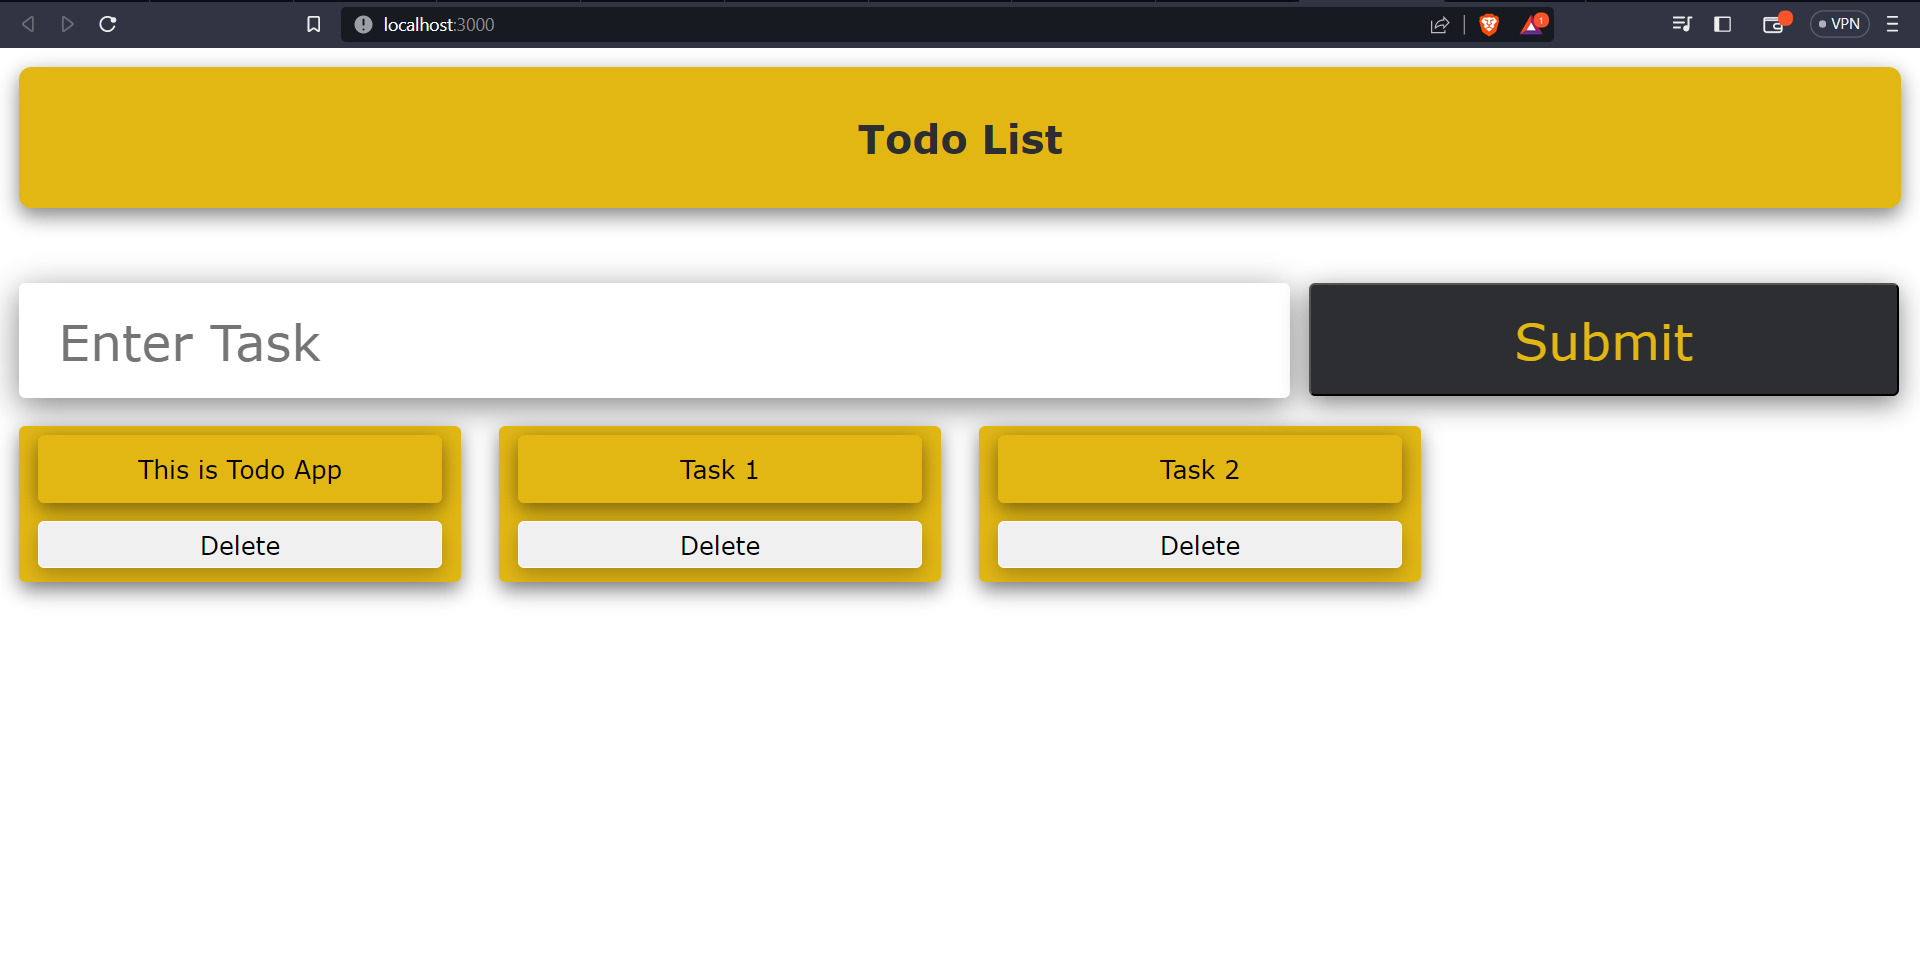 localhost:3000
1
VPN
Todo List
Enter Task
Submit
This is Todo App
Task 1
Task 2
Delete
Delete
Delete